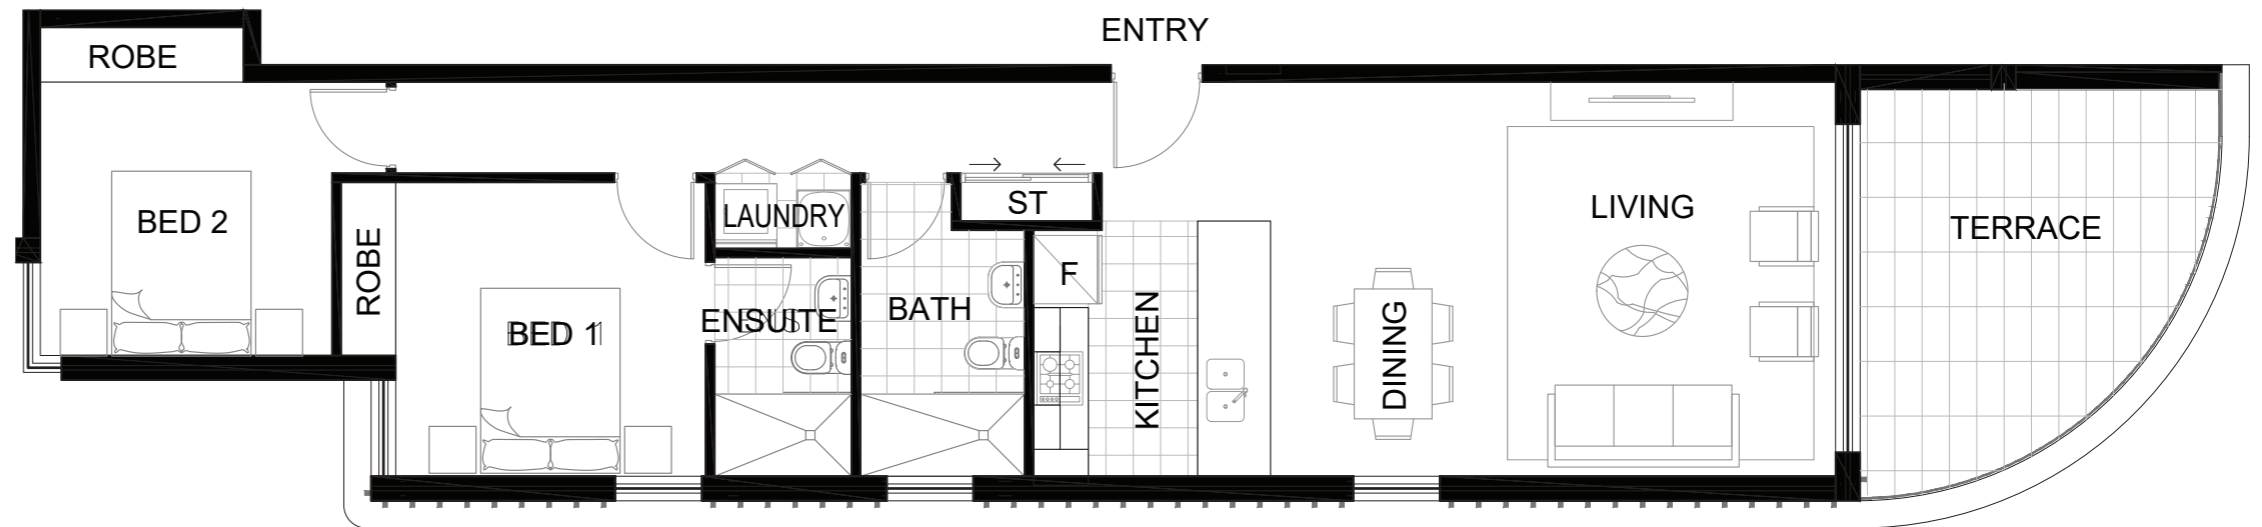 ENTRY
ROBE
BED 2
ROBE
BED 1
LAUNDRY
ENSUITE
BATH
ST
F
KITCHEN
DINING
LIVING
TERRACE